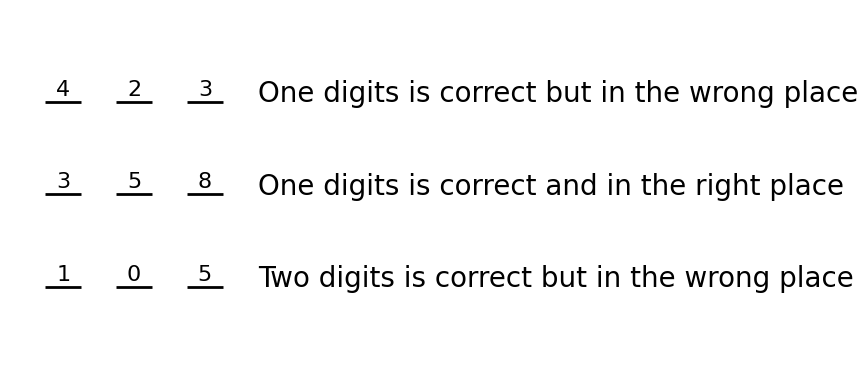 4 2 3 One digits is correct but in the wrong place
3 5 8 One digits is correct and in the right place
1 0 5 Two digits is correct but in the wrong place